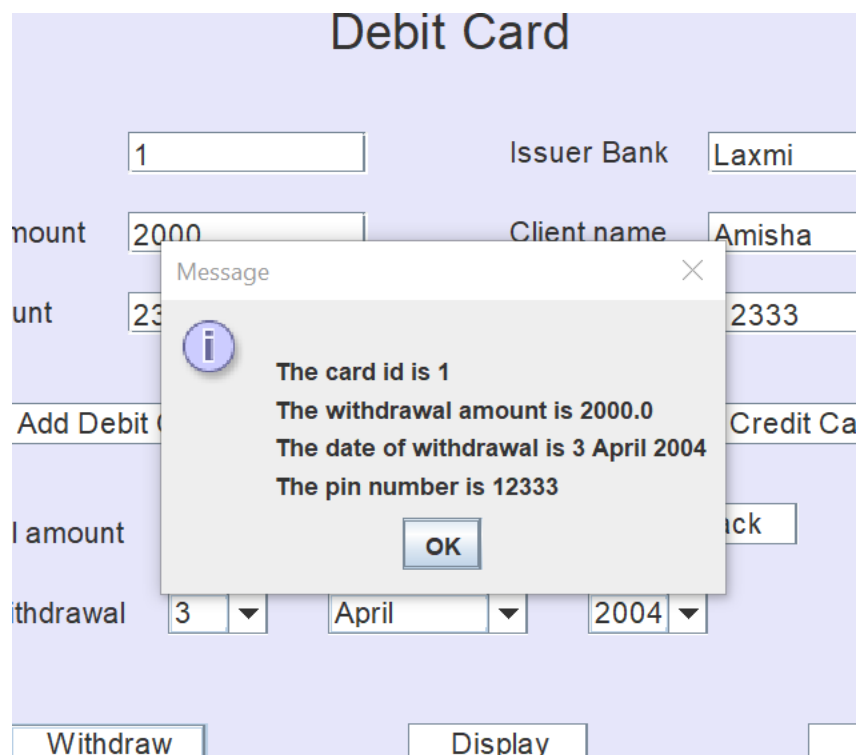 Debit Card
1 Issuer Bank Laxmi
mount 2000 Client name Amisha
unt 23 2333
Message
The card id is 1
The withdrawal amount is 2000.0
The date of withdrawal is 3 April 2004
The pin number is 12333
OK
Add Debit Credit Ca
l amount ack
ithdrawal 3 April 2004
Withdraw Display